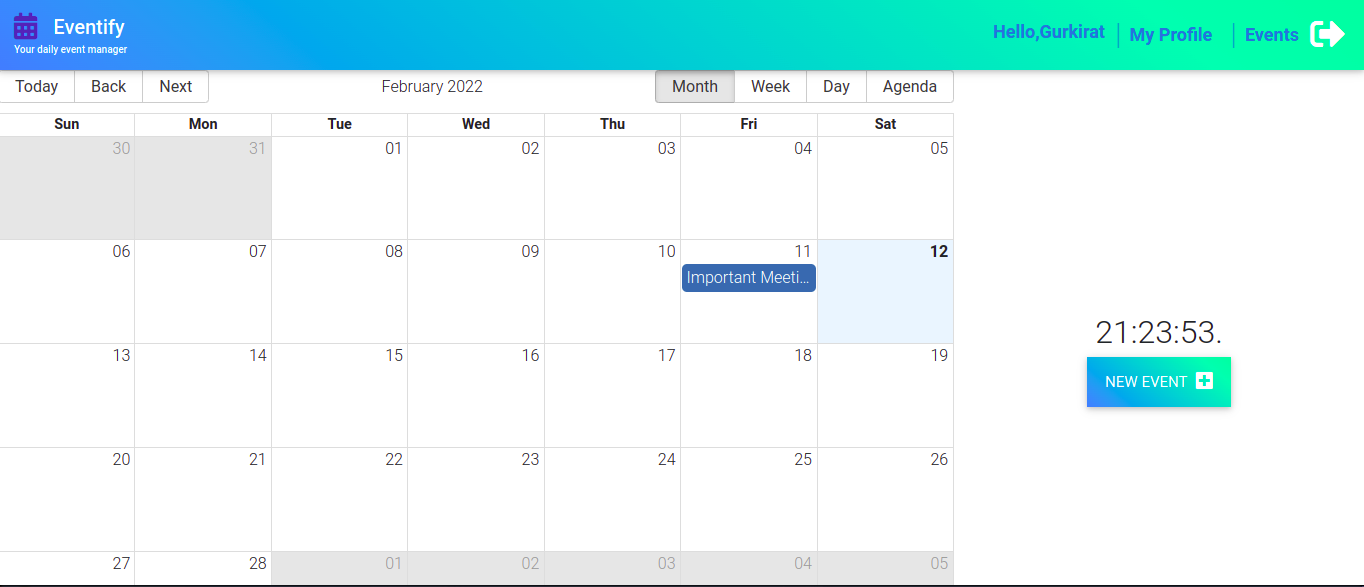 Eventify
Your daily event manager
Hello,Gurkirat
My Profile
Events
Today Back Next
February 2022
Month Week Day Agenda
Sun Mon Tue Wed Thu Fri Sat
30 31 01 02 03 04 05
06 07 08 09 10 11 12
Important Meeti...
13 14 15 16 17 18 19
20 21 22 23 24 25 26
27 28 01 02 03 04 05
21:23:53.
NEW EVENT